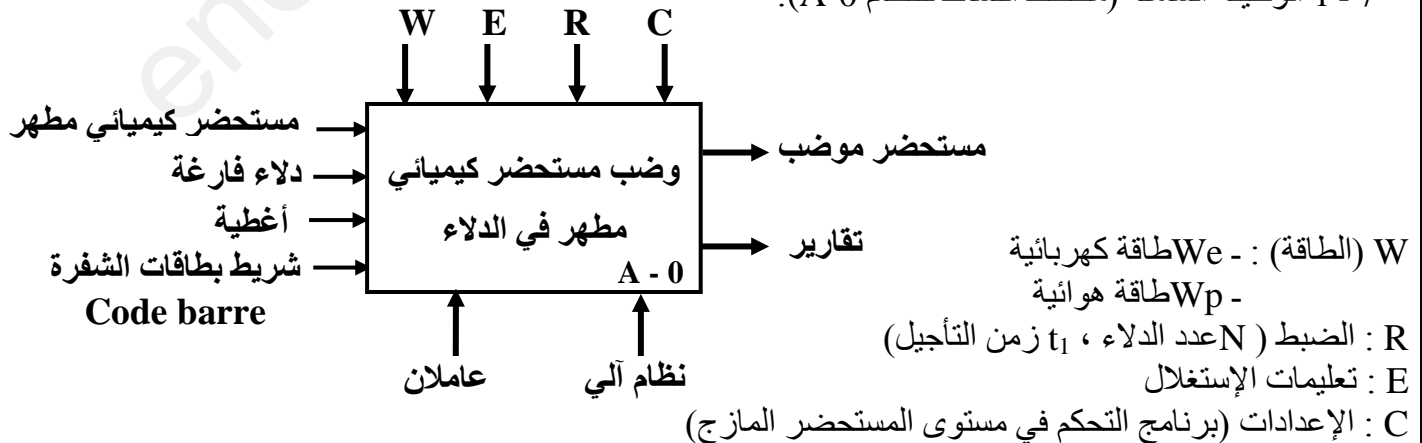 (A-0
W E R C
مستحضر كيميائي مطهر
دلاء فارغة
أغطية
شريط بطاقات الشفرة
Code barre
وضب مستحضر كيميائي
مطهر في الدلاء
A - 0
مستحضر موضب
تقارير
عاملان
نظام آلي
W (الطاقة) : ـ We طاقة كهربائية
ـ Wp طاقة هوائية
R : الضبط ( N عدد الدلاء ، t1 زمن التأجيل)
E : تعليمات الإستغلال
C : الإعدادات (برنامج التحكم في مستوى المستحضر المازج)